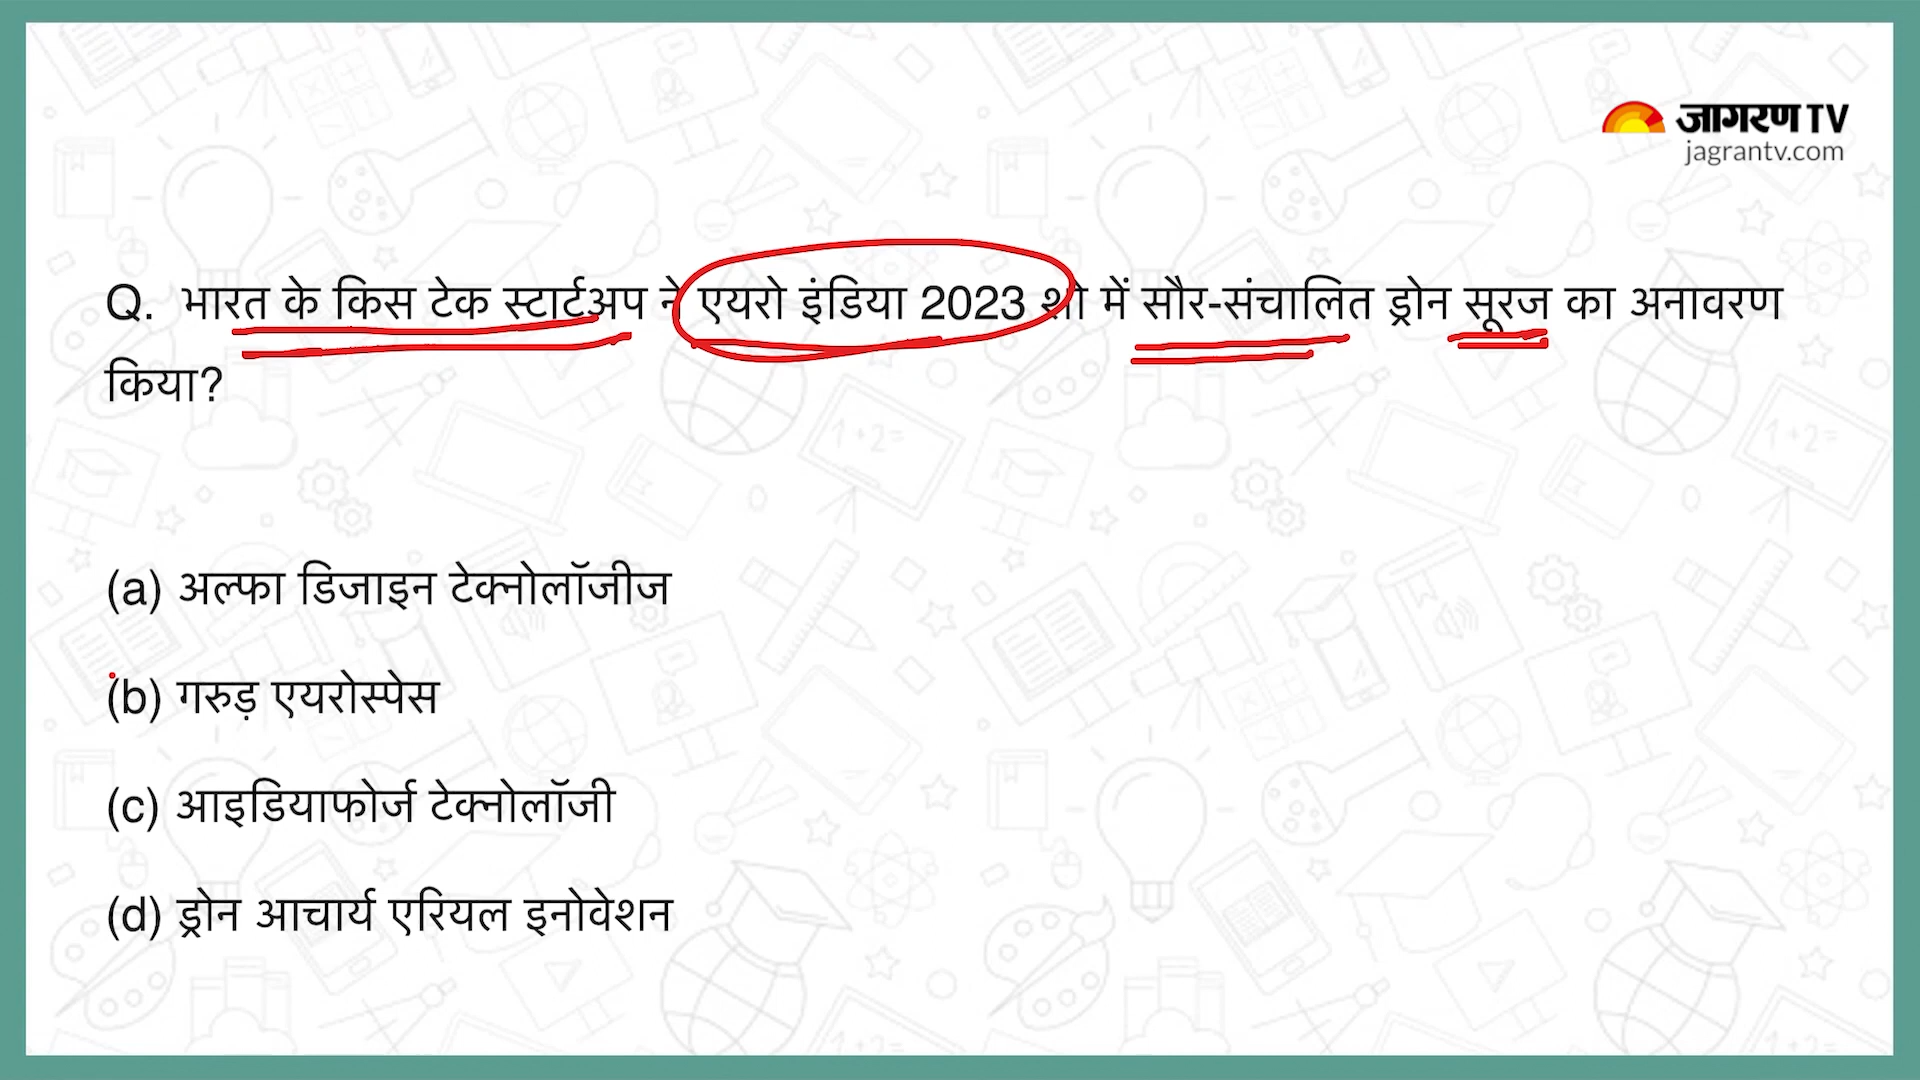 जागरण TV
jagrantv.com
Q. भारत के किस टेक स्टार्टअप ने एयरो इंडिया 2023 शो में सौर-संचालित ड्रोन सूरज का अनावरण
किया?
(a) अल्फा डिजाइन टेक्नोलॉजीज
(b) गरुड़ एयरोस्पेस
(c) आइडियाफोर्ज टेक्नोलॉजी
(d) ड्रोन आचार्य एरियल इनोवेशन